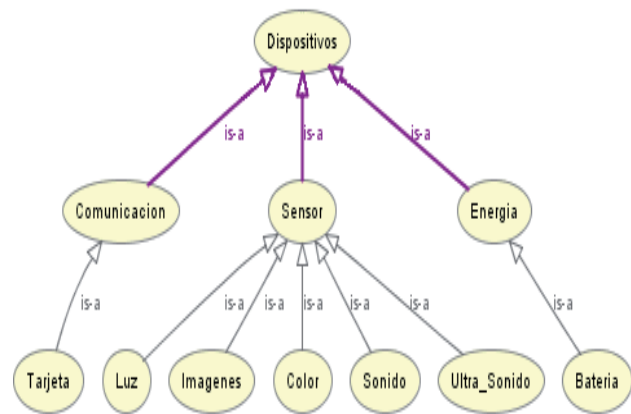 Dispositivos
is-a is-a is-a
Comunicacion Sensor Energia
is-a is-a is-a is-a is-a is-a is-a
Tarjeta Luz Imagenes Color Sonido Ultra_Sonido Bateria